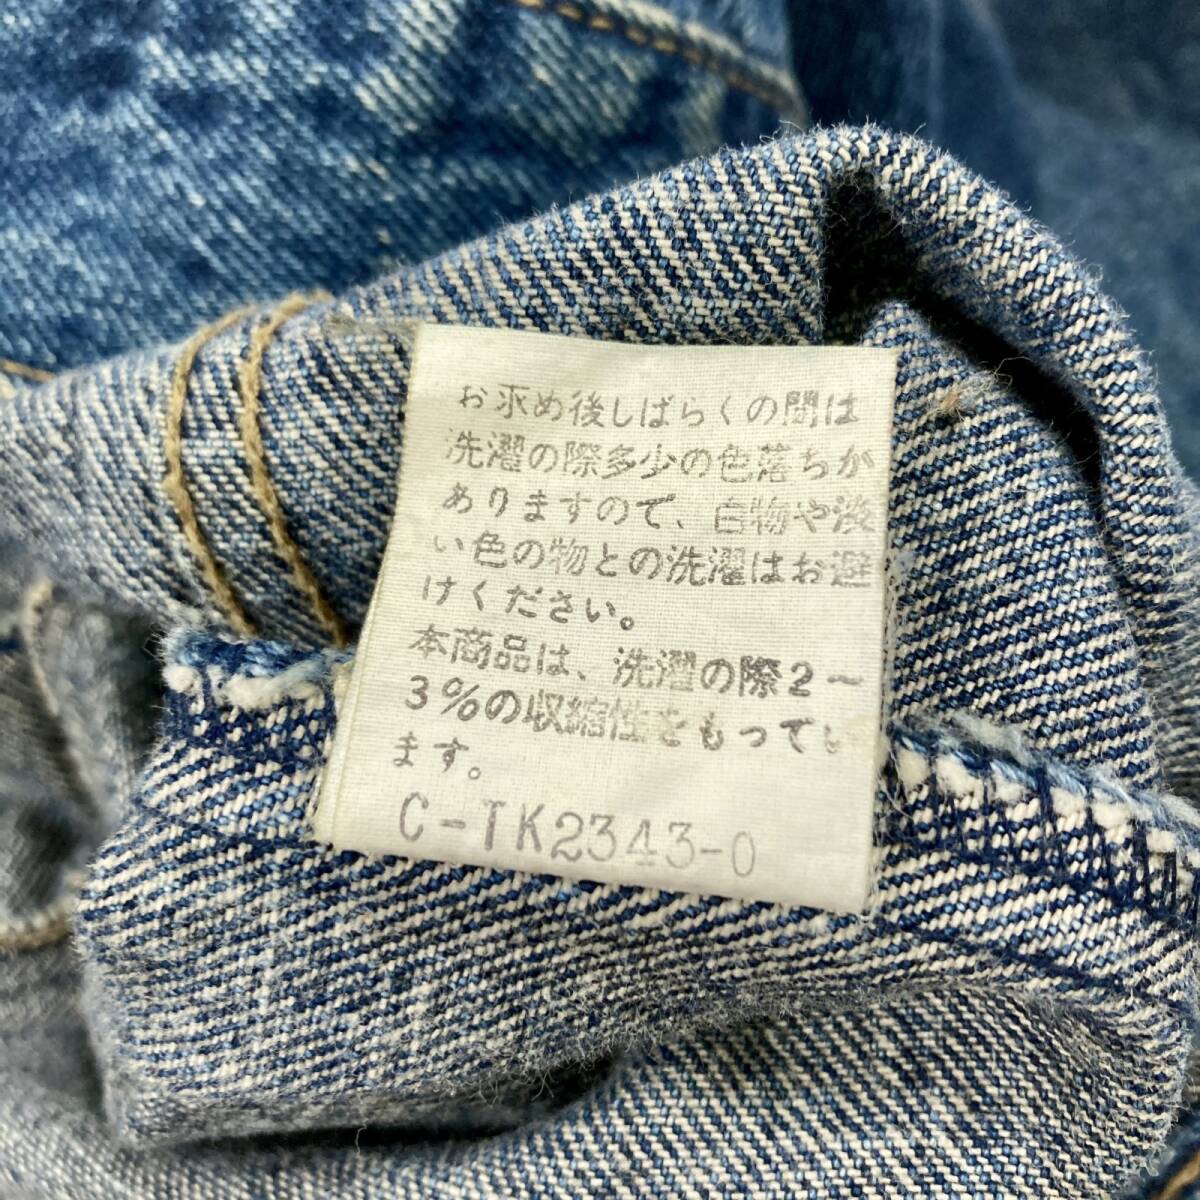 お求め後しばらくの間は
洗濯の際多少の色落ちが
ありますので、白物や淡
い色の物との洗濯はお避
けください。
本商品は、洗濯の際2～
3%の収縮性をもってい
ます。
C-TK2343-0